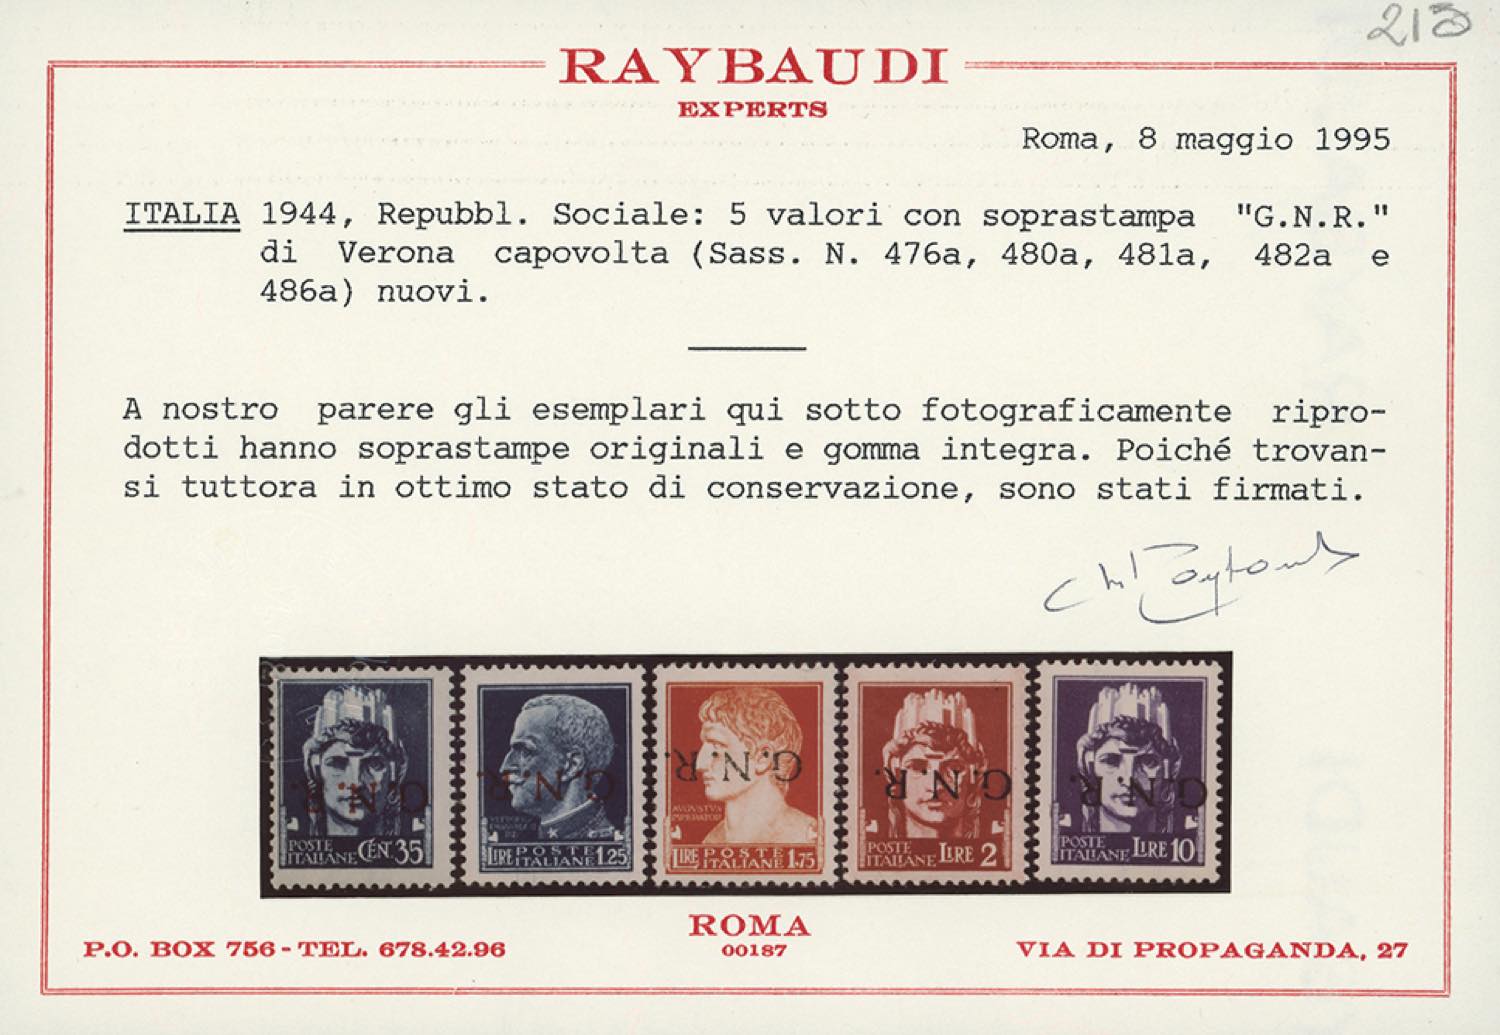 213
RAYBAUDI
EXPERTS
Roma, 8 maggio 1995
ITALIA 1944, Repubbl. Sociale: 5 valori con soprastampa "G.N.R."
di Verona capovolta (Sass. N. 476a, 480a, 481a, 482a e
486a) nuovi.
A nostro parere gli esemplari qui sotto fotograficamente ripro-
dotti hanno soprastampe originali e gomma integra. Poiché trovan-
si tuttora in ottimo stato di conservazione, sono stati firmati.
G.N.R. G.N.R. G.N.R. G.N.R. G.N.R.
AVGVSTVS
IMPERATOR
POSTE ITALIANE CEN. 35
LIRE POSTE ITALIANE 1.25
LIRE POSTE ITALIANE 1.75
POSTE ITALIANE LIRE 2
POSTE ITALIANE LIRE 10
ROMA
00187
P.O. BOX 756 - TEL. 678.42.96
VIA DI PROPAGANDA, 27